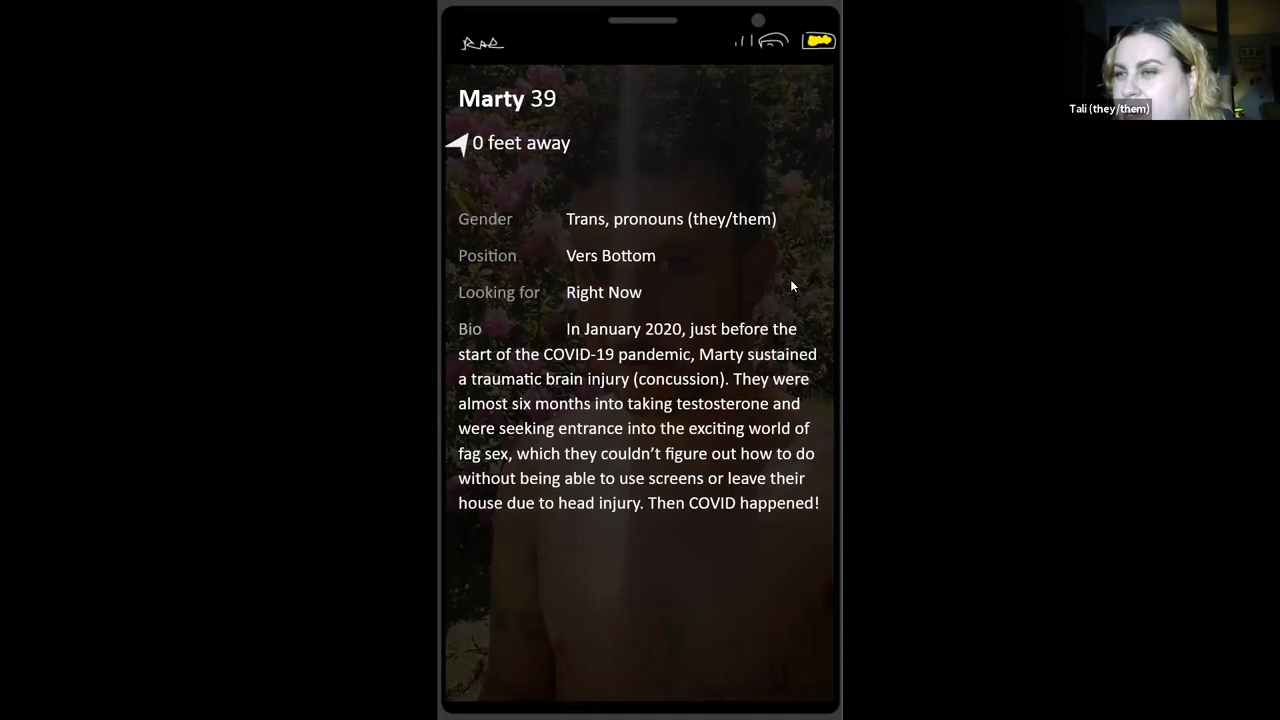 RAR
Marty 39
0 feet away
Gender Trans, pronouns (they/them)
Position Vers Bottom
Looking for Right Now
Bio In January 2020, just before the
start of the COVID-19 pandemic, Marty sustained
a traumatic brain injury (concussion). They were
almost six months into taking testosterone and
were seeking entrance into the exciting world of
fag sex, which they couldn’t figure out how to do
without being able to use screens or leave their
house due to head injury. Then COVID happened!
Tali (they/them)